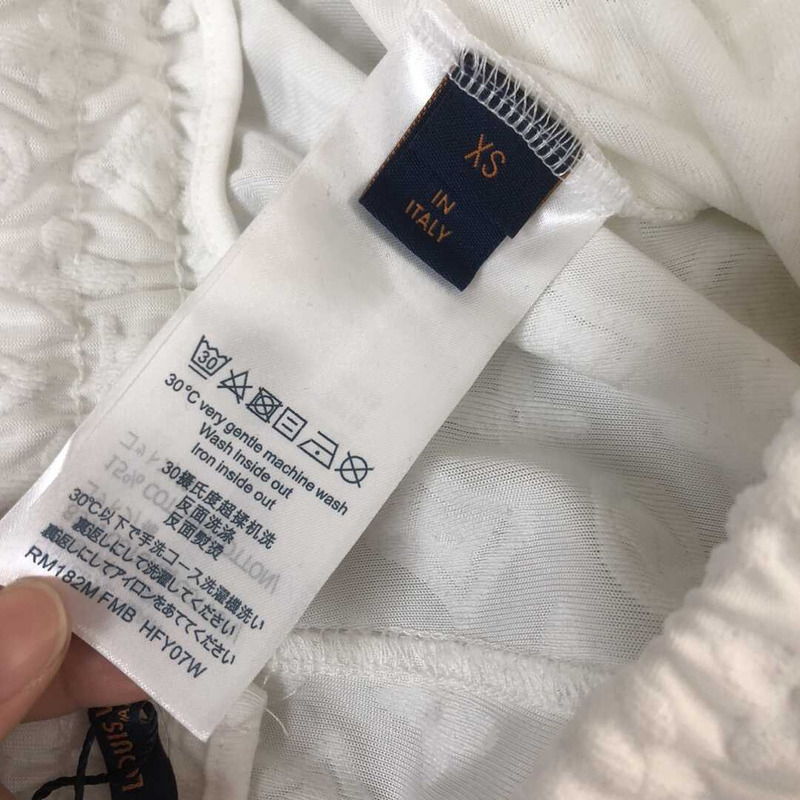 XS
IN
ITALY
30
30°C very gentle machine wash
Wash inside out
Iron inside out
30摄氏度超揉机洗
反面洗涤
反面熨烫
30℃以下で手洗コース洗濯機洗い
裏返しにして洗濯してください
裏返しにしてアイロンをあててください
RM182M FMB HFY07W
LOUIS